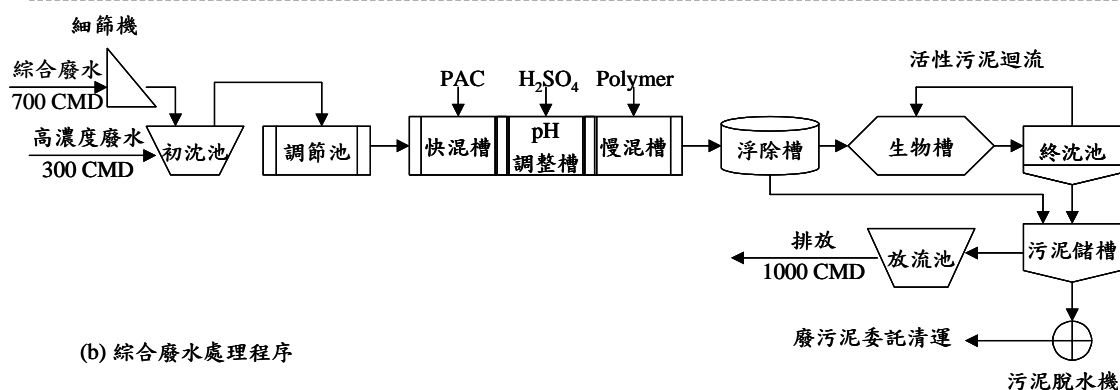 細篩機
綜合廢水
700 CMD
高濃度廢水
300 CMD
初沈池
調節池
PAC
H2SO4
Polymer
快混槽
pH
調整槽
慢混槽
浮除槽
活性污泥迴流
生物槽
終沈池
污泥儲槽
放流池
排放
1000 CMD
廢污泥委託清運
污泥脫水機
(b) 綜合廢水處理程序